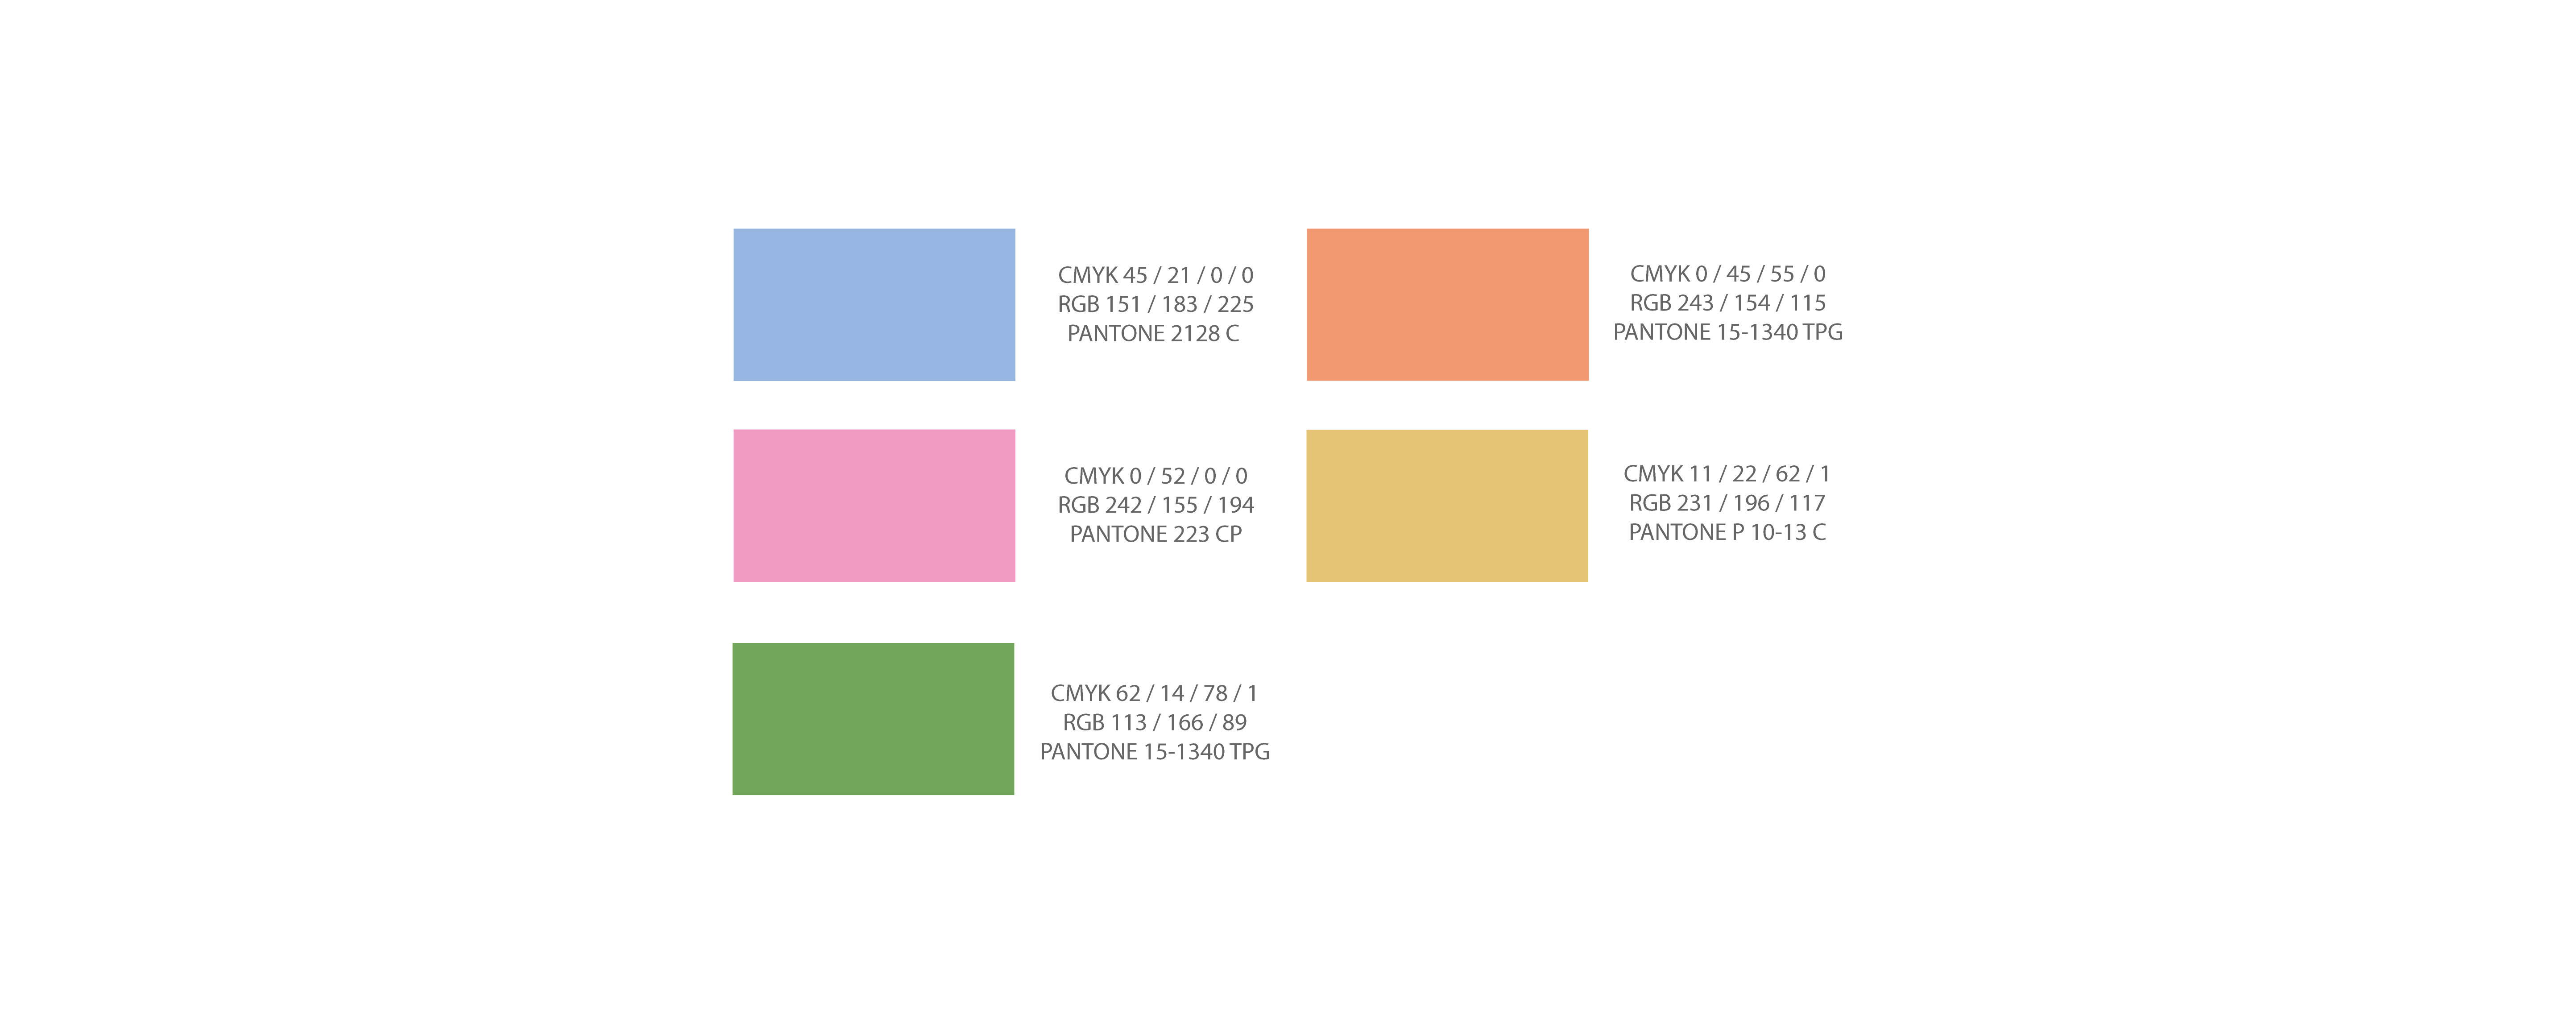 CMYK 45 / 21 / 0 / 0
RGB 151 / 183 / 225
PANTONE 2128 C
CMYK 0 / 45 / 55 / 0
RGB 243 / 154 / 115
PANTONE 15-1340 TPG
CMYK 0 / 52 / 0 / 0
RGB 242 / 155 / 194
PANTONE 223 CP
CMYK 11 / 22 / 62 / 1
RGB 231 / 196 / 117
PANTONE P 10-13 C
CMYK 62 / 14 / 78 / 1
RGB 113 / 166 / 89
PANTONE 15-1340 TPG